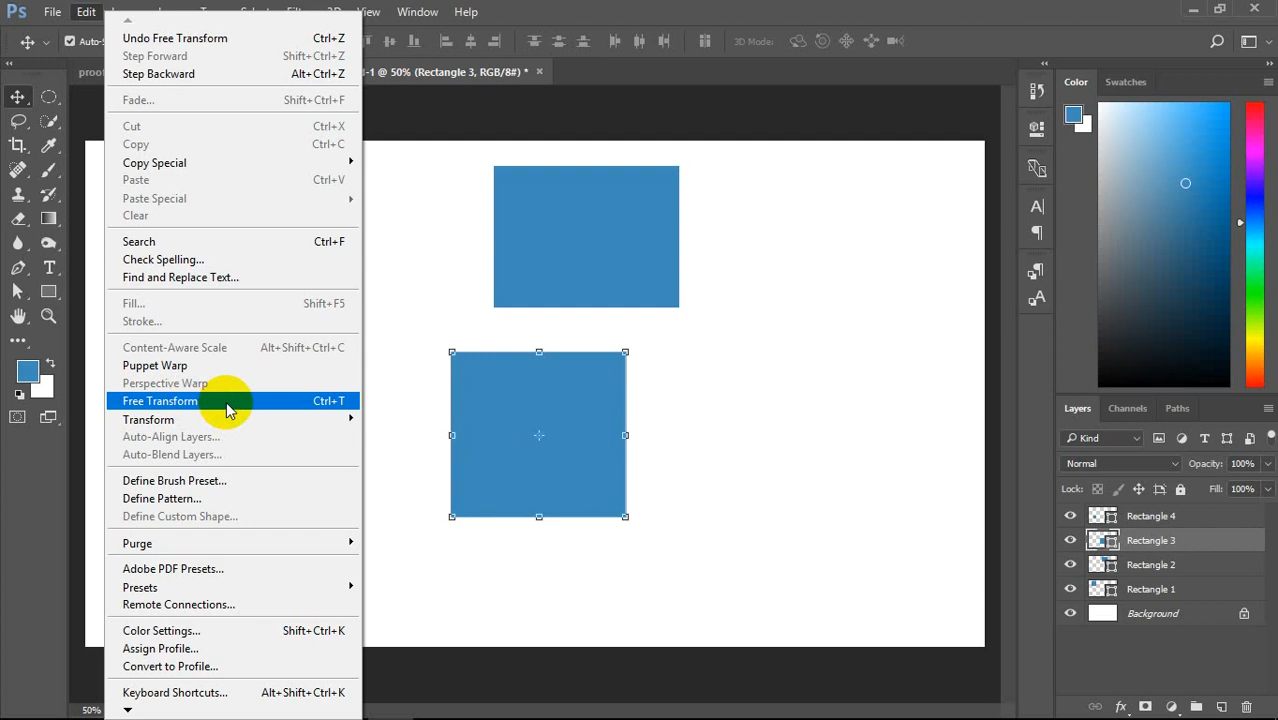 Ps File Edit Filter 3D View Window Help
3D Mode:
l-1 @ 50% (Rectangle 3, RGB/8#) *
Undo Free Transform Ctrl+Z
Step Forward Shift+Ctrl+Z
Step Backward Alt+Ctrl+Z
Fade... Shift+Ctrl+F
Cut Ctrl+X
Copy Ctrl+C
Copy Special
Paste Ctrl+V
Paste Special
Clear
Search Ctrl+F
Check Spelling...
Find and Replace Text...
Fill... Shift+F5
Stroke...
Content-Aware Scale Alt+Shift+Ctrl+C
Puppet Warp
Perspective Warp
Free Transform Ctrl+T
Transform
Auto-Align Layers...
Auto-Blend Layers...
Define Brush Preset...
Define Pattern...
Define Custom Shape...
Purge
Adobe PDF Presets...
Presets
Remote Connections...
Color Settings... Shift+Ctrl+K
Assign Profile...
Convert to Profile...
Keyboard Shortcuts... Alt+Shift+Ctrl+K
50%
Color Swatches
Layers Channels Paths
Kind
Normal Opacity: 100%
Lock: Fill: 100%
Rectangle 4
Rectangle 3
Rectangle 2
Rectangle 1
Background